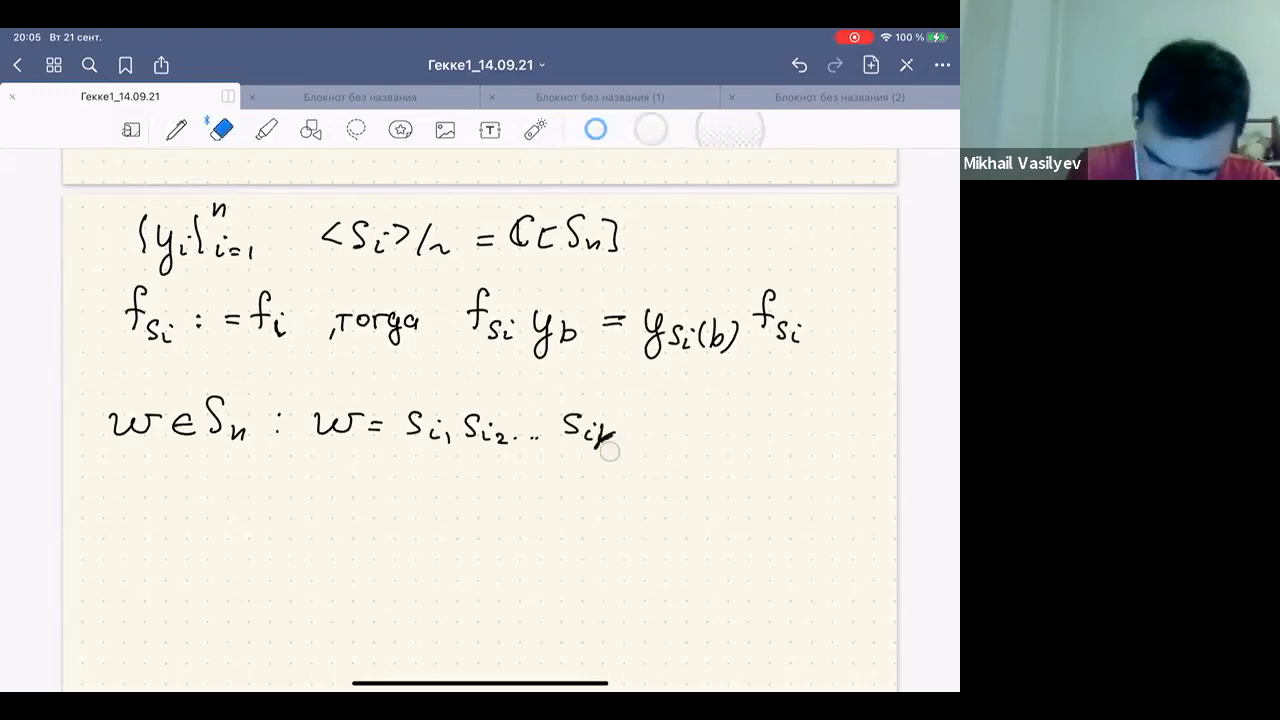 20:05 Вт 21 сент. 100 %
Гекке1_14.09.21
Гекке1_14.09.21 Блокнот без названия Блокнот без названия (1) Блокнот без названия (2)
Mikhail Vasilyev
{y_i}^n_{i=1} <S_i>/~ = ℂ[S_n]
f_{s_i} := f_i , тогда f_{s_i} y_b = y_{s_i(b)} f_{s_i}
w ∈ S_n : w = s_{i_1} s_{i_2} ... s_i